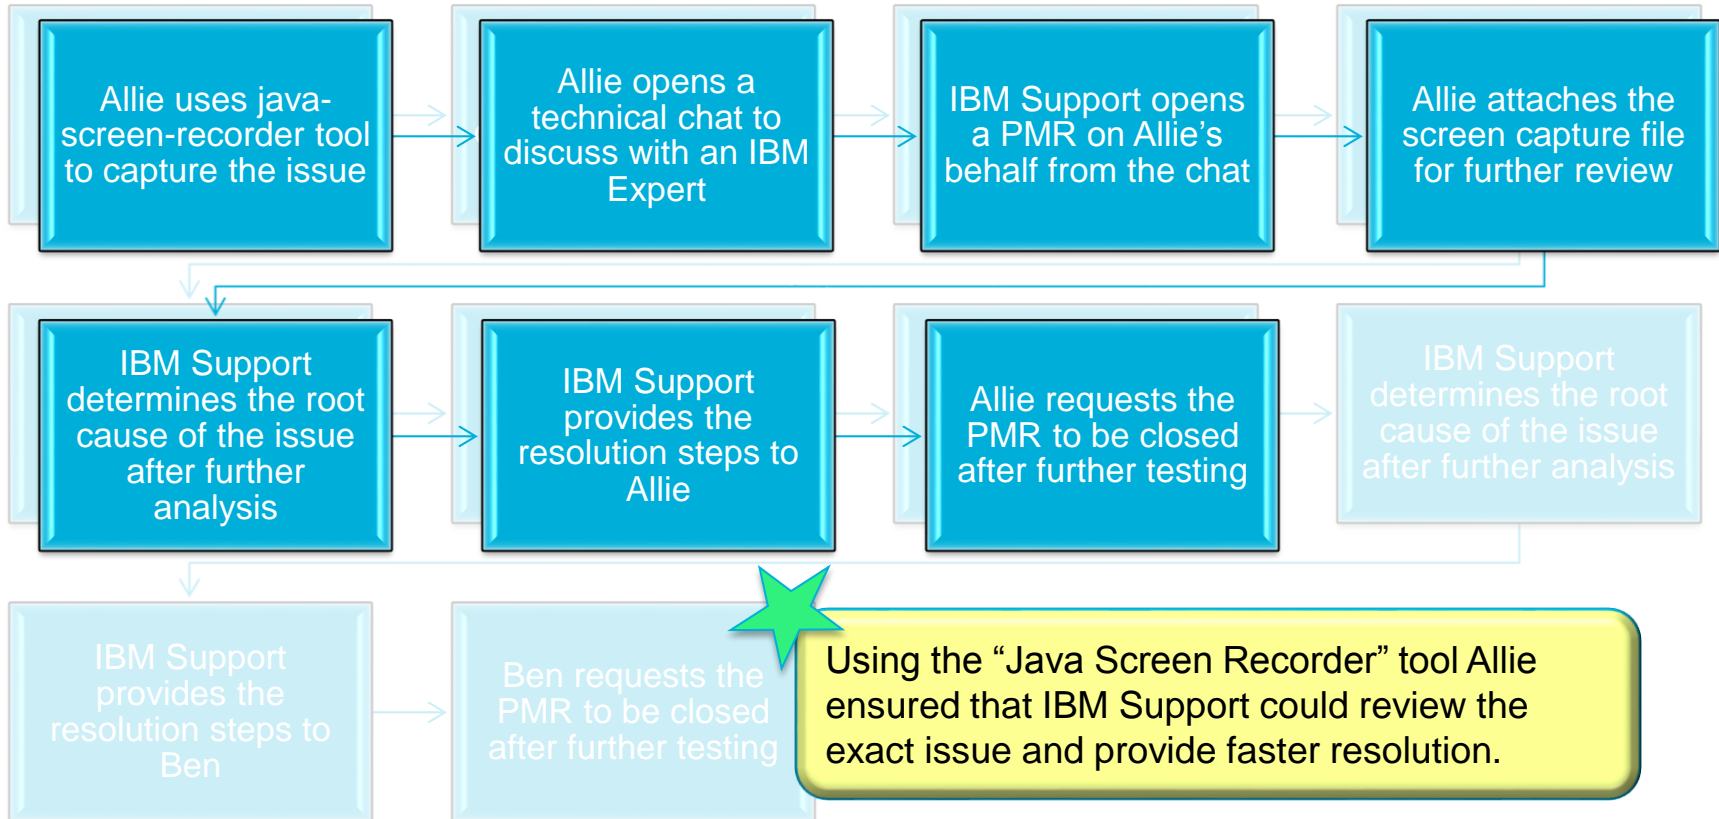 Allie uses java-
screen-recorder tool
to capture the issue
Allie opens a
technical chat to
discuss with an IBM
Expert
IBM Support opens
a PMR on Allie’s
behalf from the chat
Allie attaches the
screen capture file
for further review
IBM Support
determines the root
cause of the issue
after further
analysis
IBM Support
provides the
resolution steps to
Allie
Allie requests the
PMR to be closed
after further testing
IBM Support
determines the root
cause of the issue
after further analysis
IBM Support
provides the
resolution steps to
Ben
Ben requests the
PMR to be closed
after further testing
Using the “Java Screen Recorder” tool Allie
ensured that IBM Support could review the
exact issue and provide faster resolution.